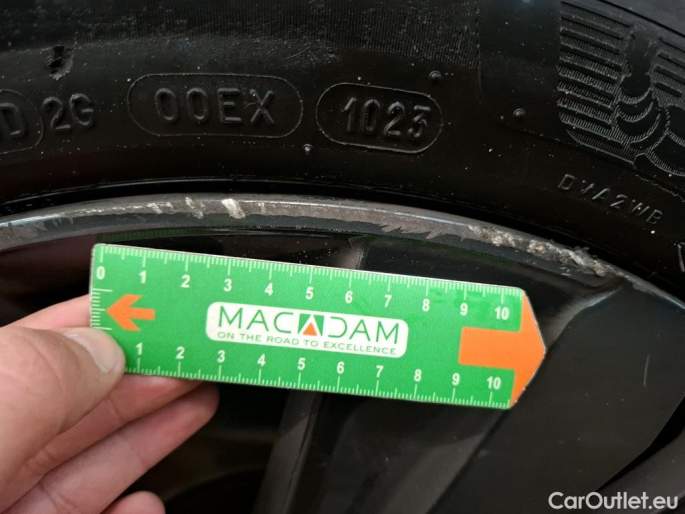 D 2G 00EX 1023
DVA2WB
0 1 2 3 4 5 6 7 8 9 10
MACADAM
ON THE ROAD TO EXCELLENCE
1 2 3 4 5 6 7 8 9 10
CarOutlet.eu